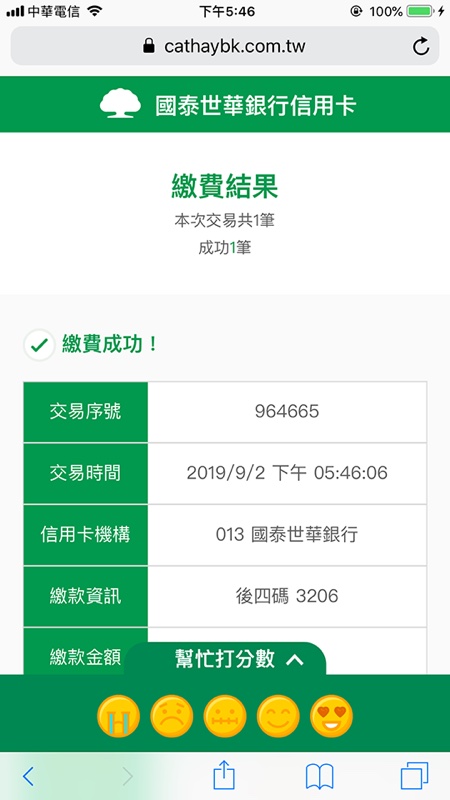 中華電信 下午5:46 100%
cathaybk.com.tw
國泰世華銀行信用卡
繳費結果
本次交易共1筆
成功1筆
繳費成功！
交易序號 964665
交易時間 2019/9/2 下午 05:46:06
信用卡機構 013 國泰世華銀行
繳款資訊 後四碼 3206
繳款金額
幫忙打分數